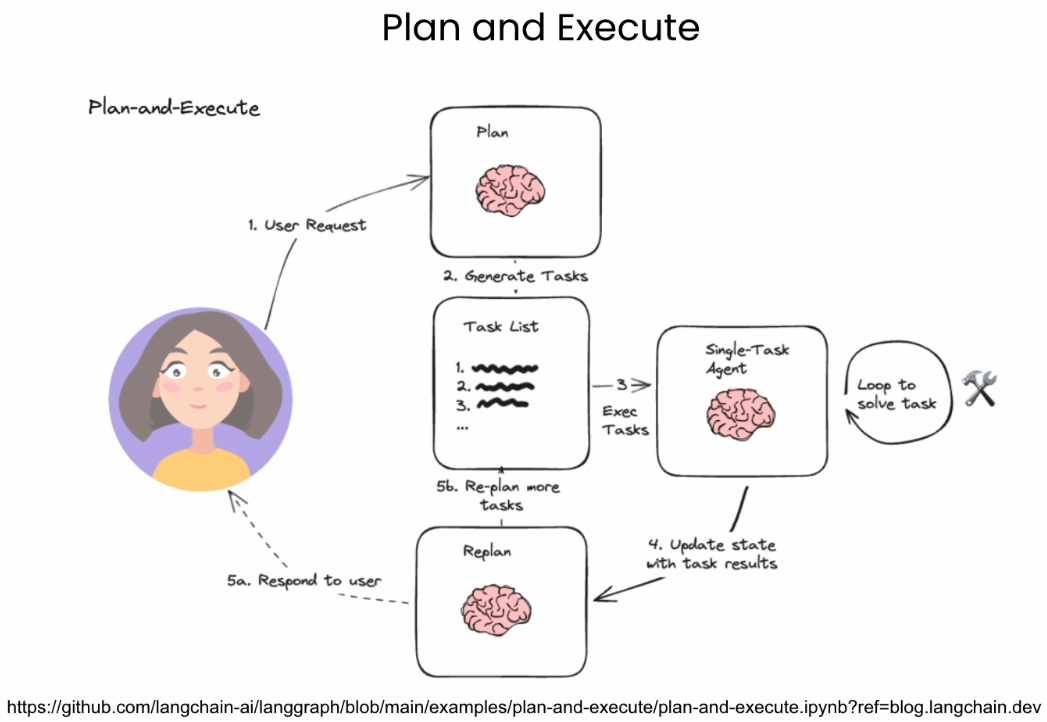 Plan and Execute
Plan-and-Execute
Plan
1. User Request
2. Generate Tasks
Task List
1.
2.
3.
...
3
Exec
Tasks
Single-Task
Agent
Loop to
solve task
4. Update state
with task results
5b. Re-plan more
tasks
Replan
5a. Respond to user
https://github.com/langchain-ai/langgraph/blob/main/examples/plan-and-execute/plan-and-execute.ipynb?ref=blog.langchain.dev